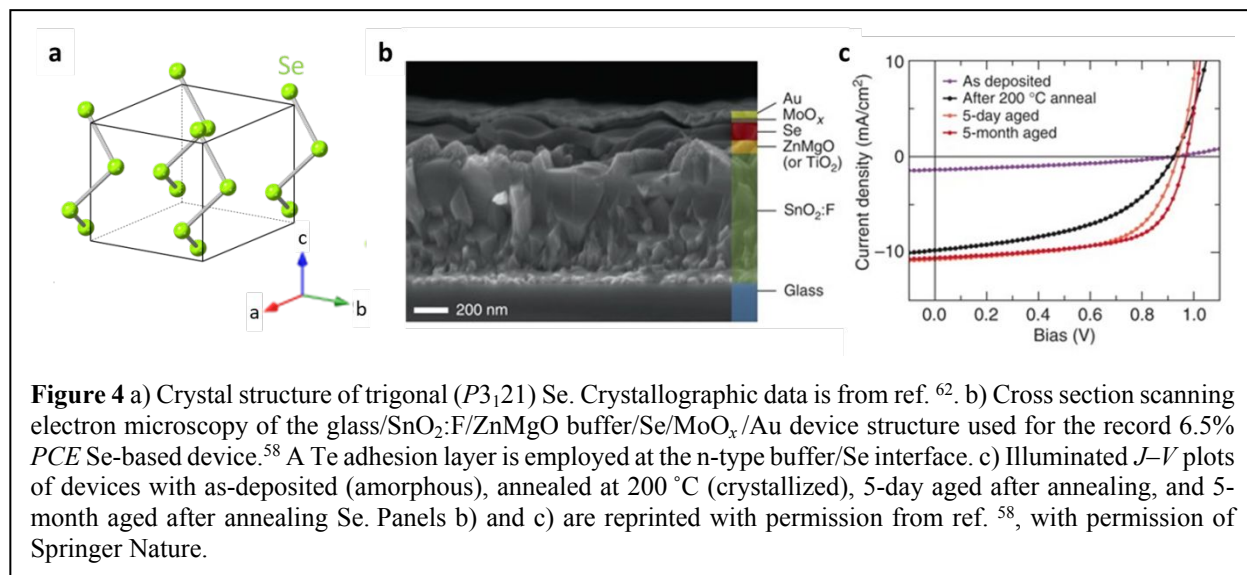 a
Se
c
a
b
b
Au
MoOₓ
Se
ZnMgO
(or TiO₂)
SnO₂:F
Glass
200 nm
c
Current density (mA/cm²)
10
0
−10
As deposited
After 200 °C anneal
5-day aged
5-month aged
0.0 0.2 0.4 0.6 0.8 1.0
Bias (V)
Figure 4 a) Crystal structure of trigonal (P3₁21) Se. Crystallographic data is from ref. ⁶². b) Cross section scanning
electron microscopy of the glass/SnO₂:F/ZnMgO buffer/Se/MoOₓ/Au device structure used for the record 6.5%
PCE Se-based device.⁵⁸ A Te adhesion layer is employed at the n-type buffer/Se interface. c) Illuminated J–V plots
of devices with as-deposited (amorphous), annealed at 200 ˚C (crystallized), 5-day aged after annealing, and 5-
month aged after annealing Se. Panels b) and c) are reprinted with permission from ref. ⁵⁸, with permission of
Springer Nature.